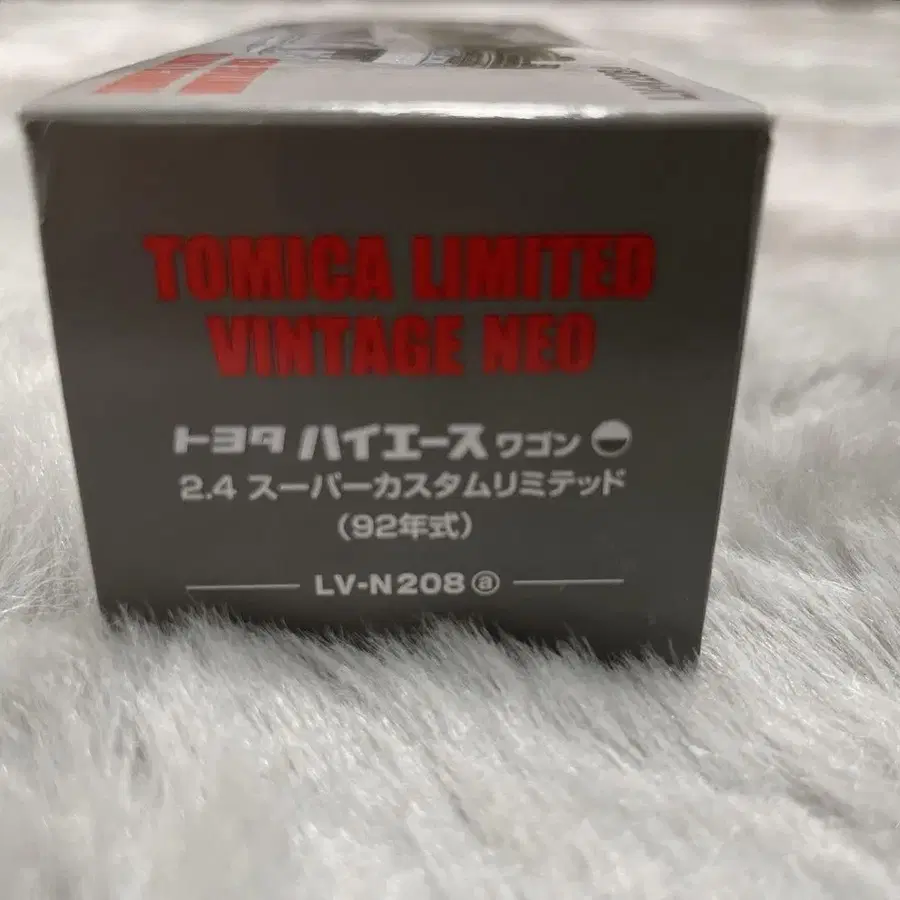 TOMICA LIMITED
VINTAGE NEO
トヨタ ハイエース ワゴン
2.4 スーパーカスタムリミテッド
(92年式)
LV-N208ⓐ